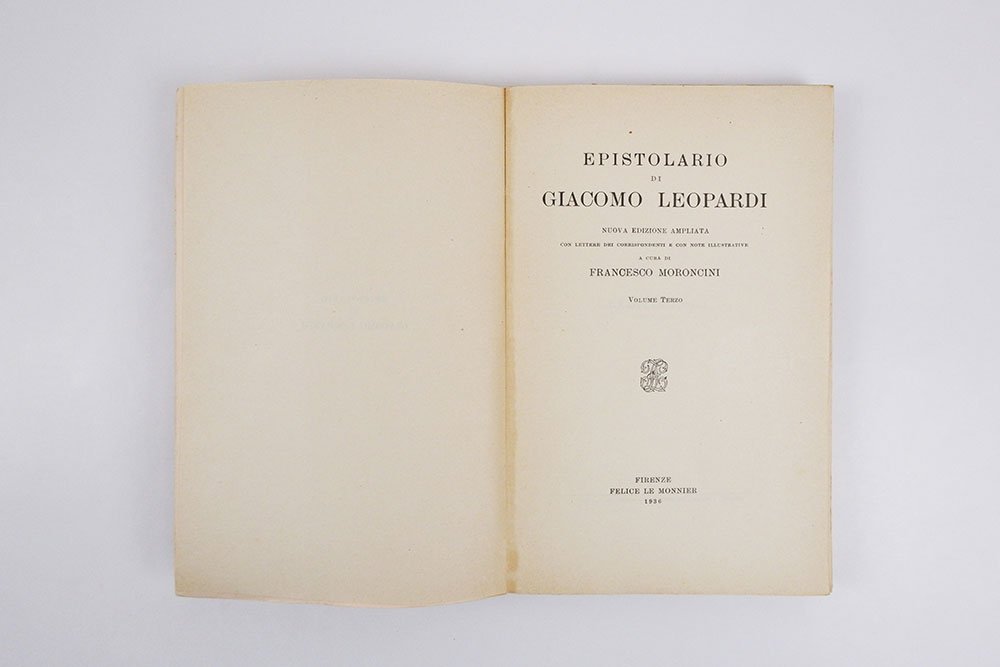 EPISTOLARIO
DI
GIACOMO LEOPARDI
NUOVA EDIZIONE AMPLIATA
CON LETTERE DEI CORRISPONDENTI E CON NOTE ILLUSTRATIVE
A CURA DI
FRANCESCO MORONCINI
VOLUME TERZO
FIRENZE
FELICE LE MONNIER
1936